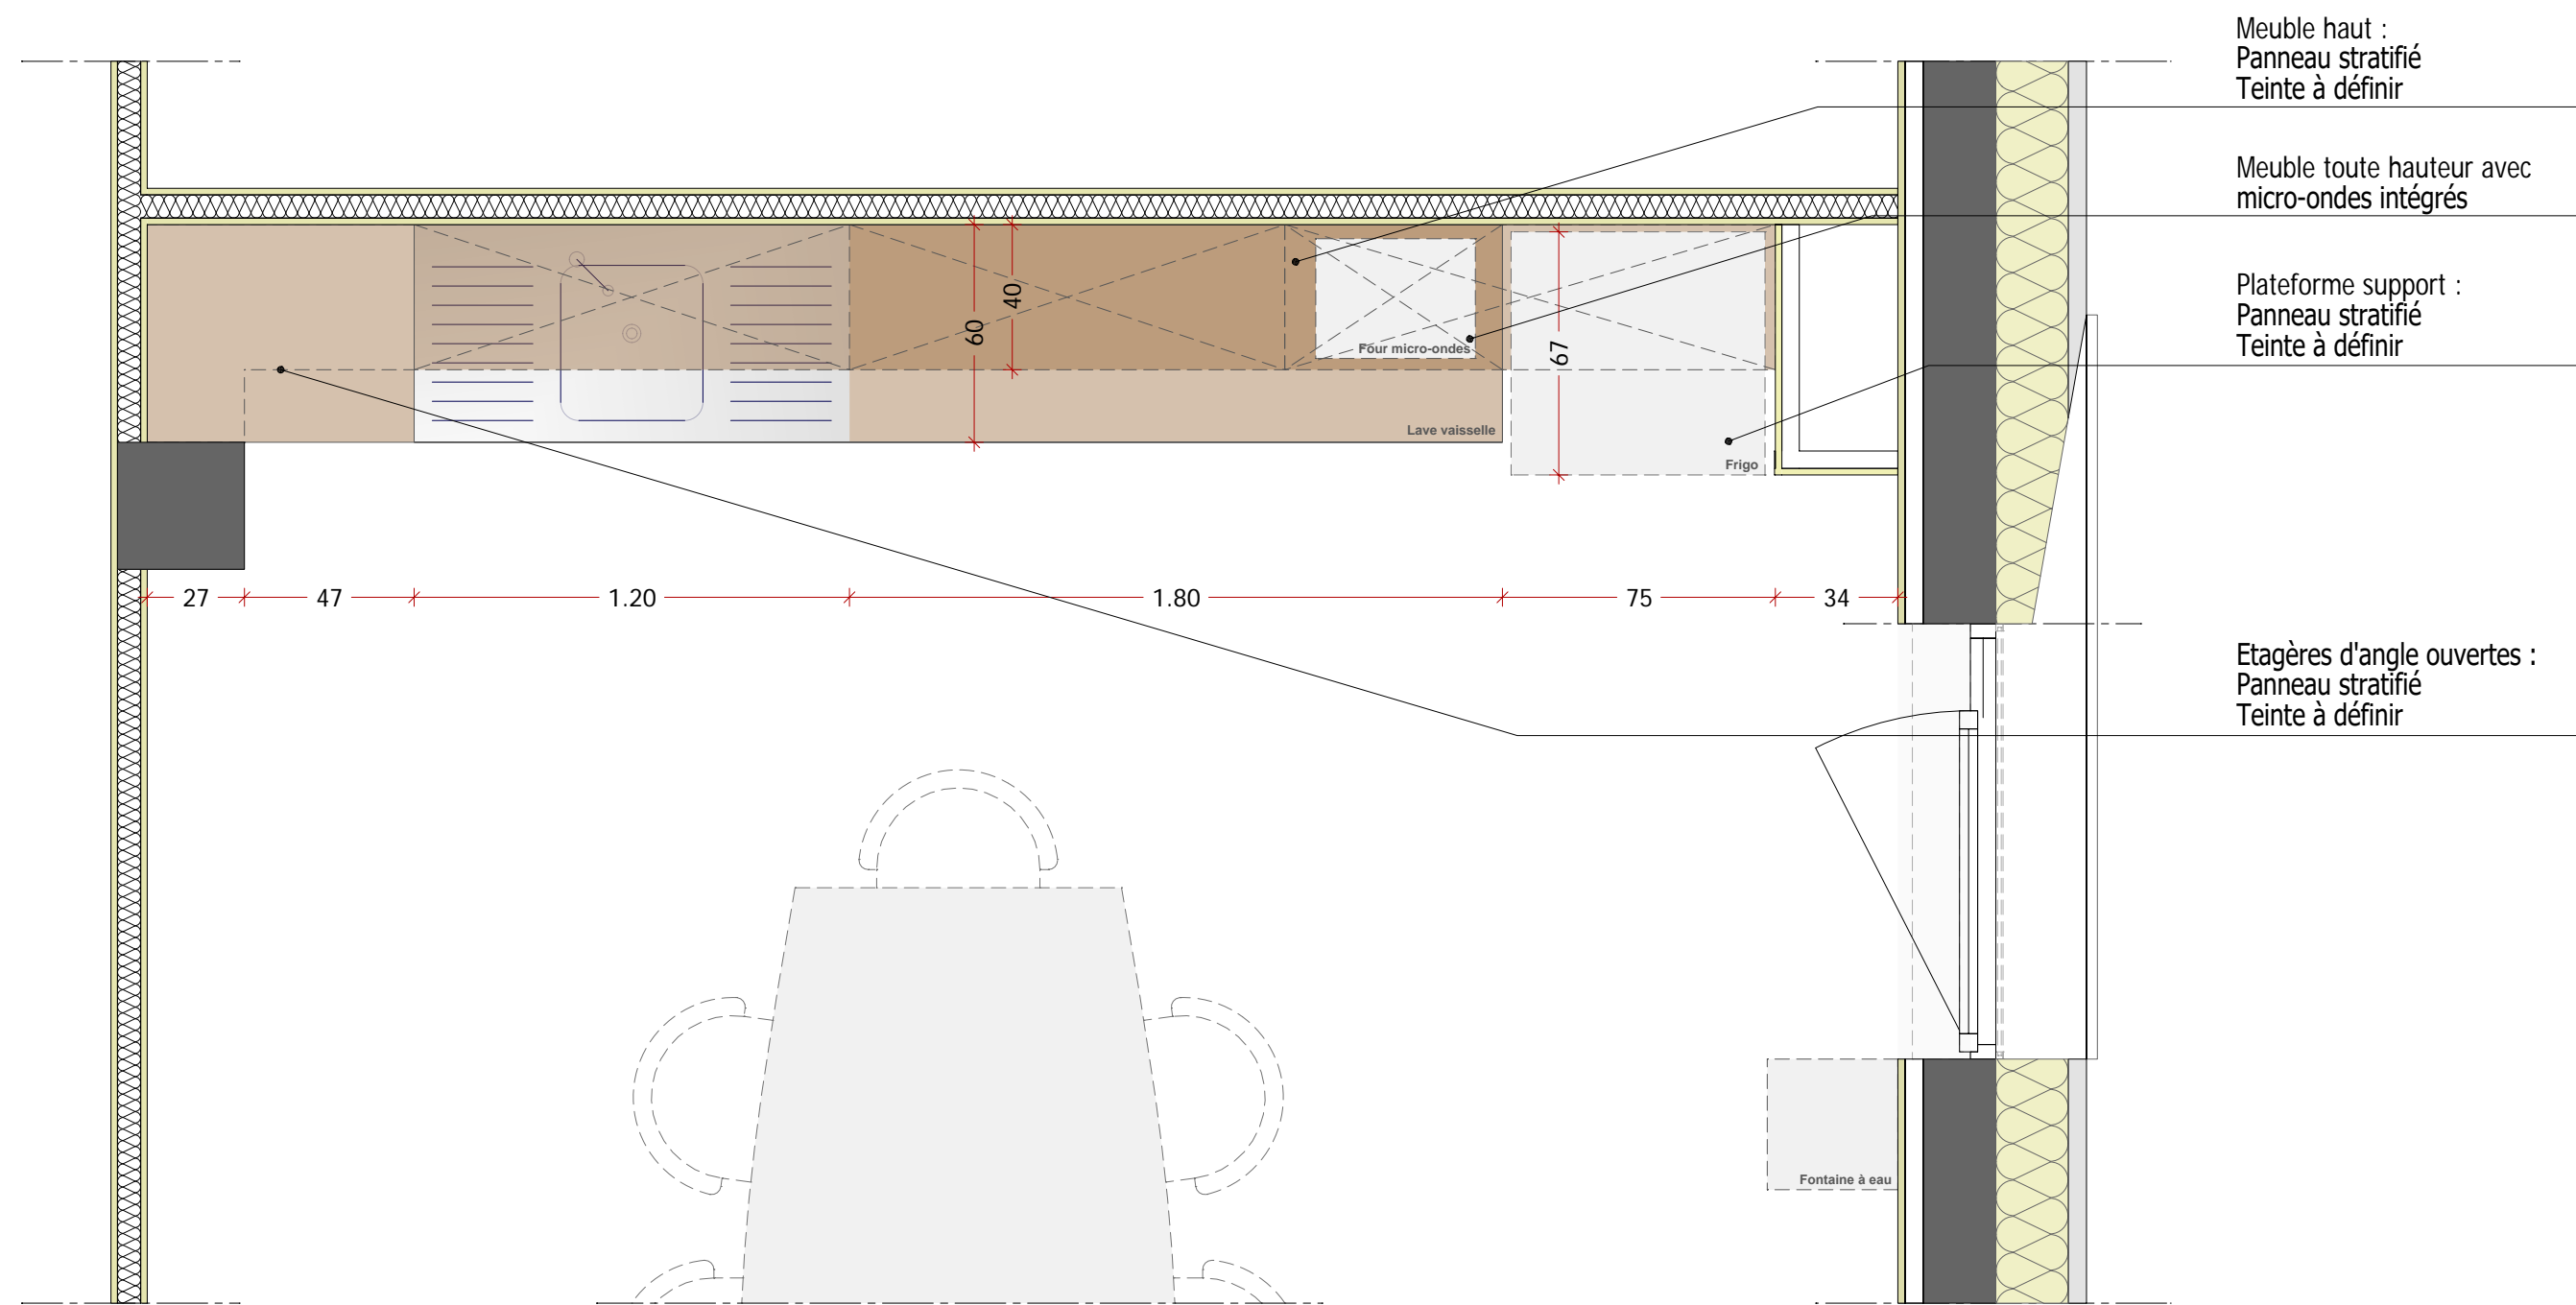 Meuble haut :
Panneau stratifié
Teinte à définir
Meuble toute hauteur avec
micro-ondes intégrés
Plateforme support :
Panneau stratifié
Teinte à définir
40
60
67
Four micro-ondes
Lave vaisselle
Frigo
27
47
1.20
1.80
75
34
Etagères d'angle ouvertes :
Panneau stratifié
Teinte à définir
Fontaine à eau